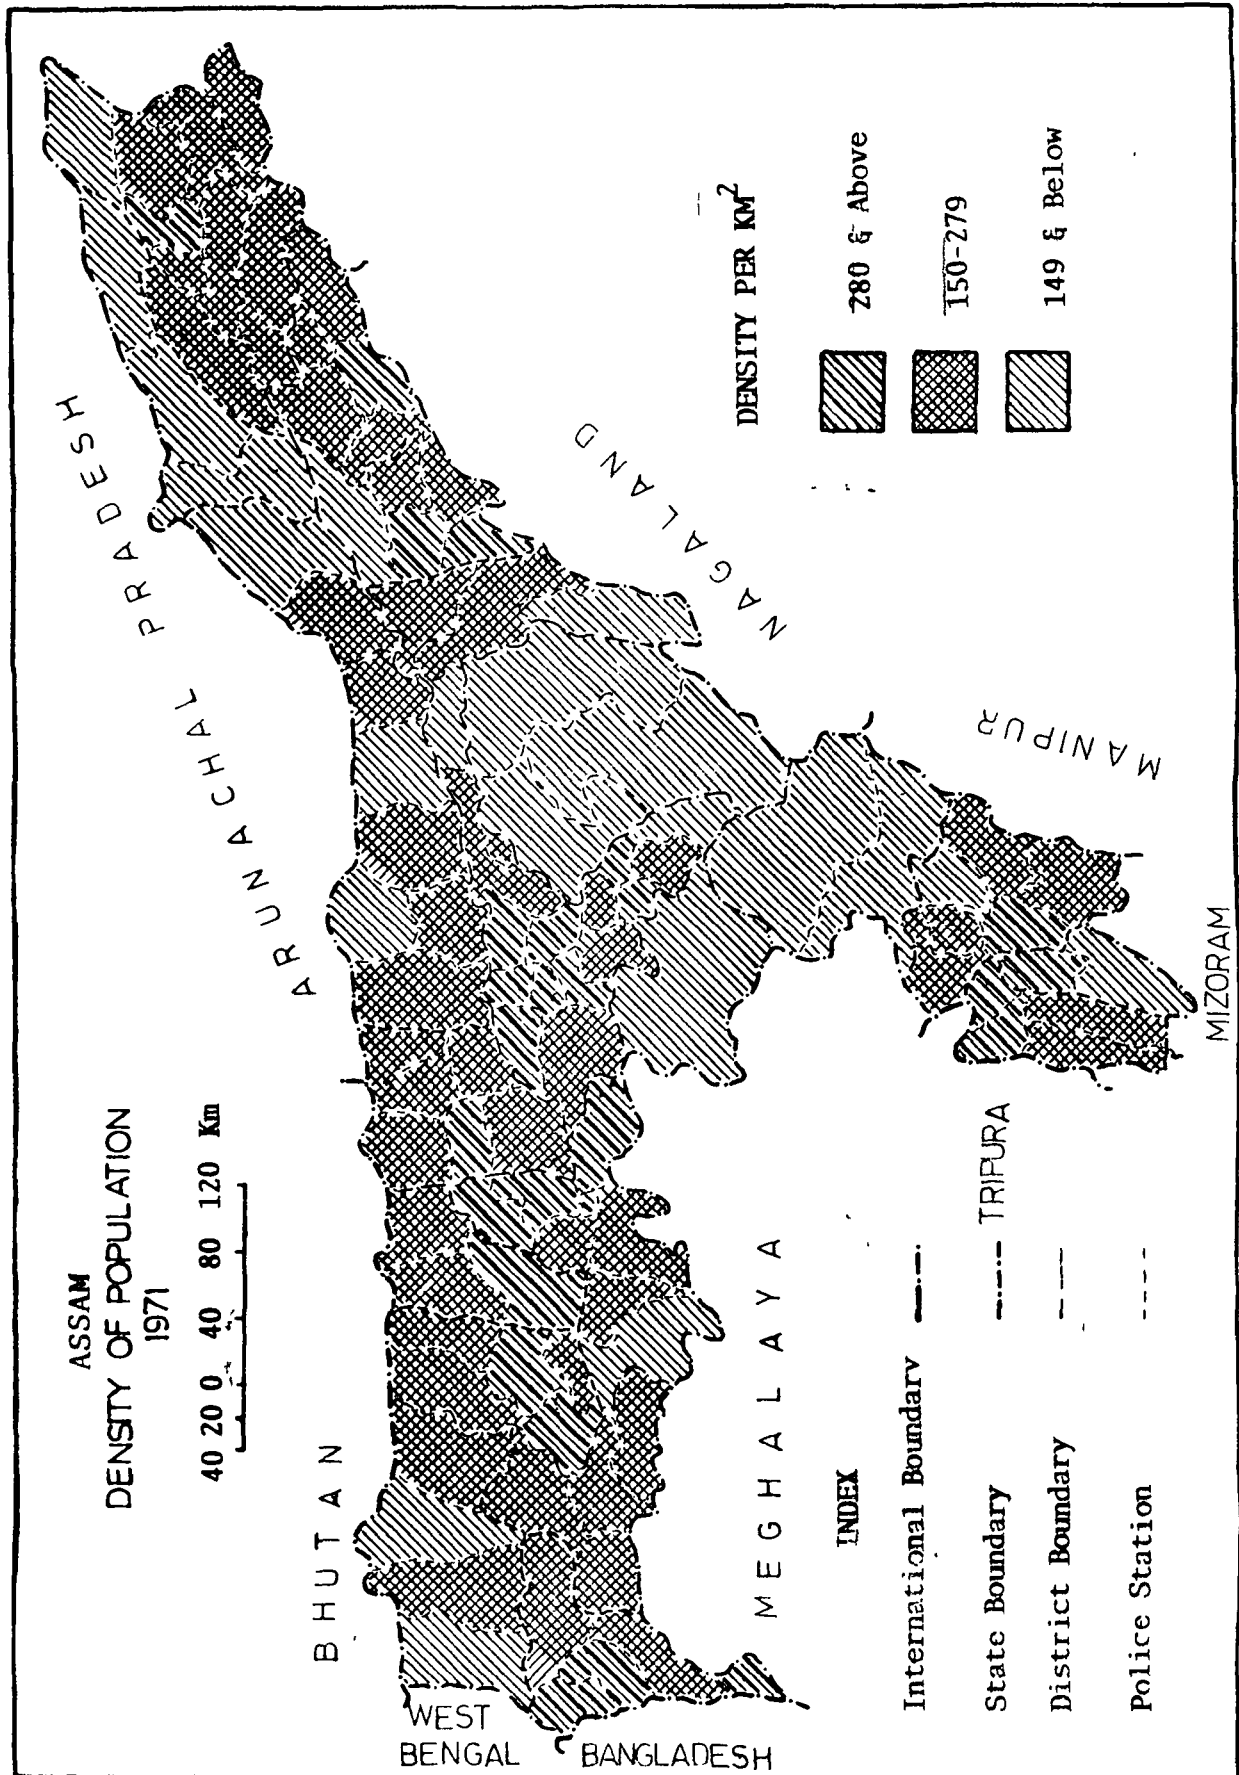 ASSAM
DENSITY OF POPULATION
1971
40 20 0 40 80 120 Km
BHUTAN
ARUNACHAL PRADESH
NAGALAND
MANIPUR
MIZORAM
TRIPURA
MEGHALAYA
WEST
BENGAL
BANGLADESH
DENSITY PER KM²
280 & Above
150-279
149 & Below
INDEX
International Boundary
State Boundary
District Boundary
Police Station